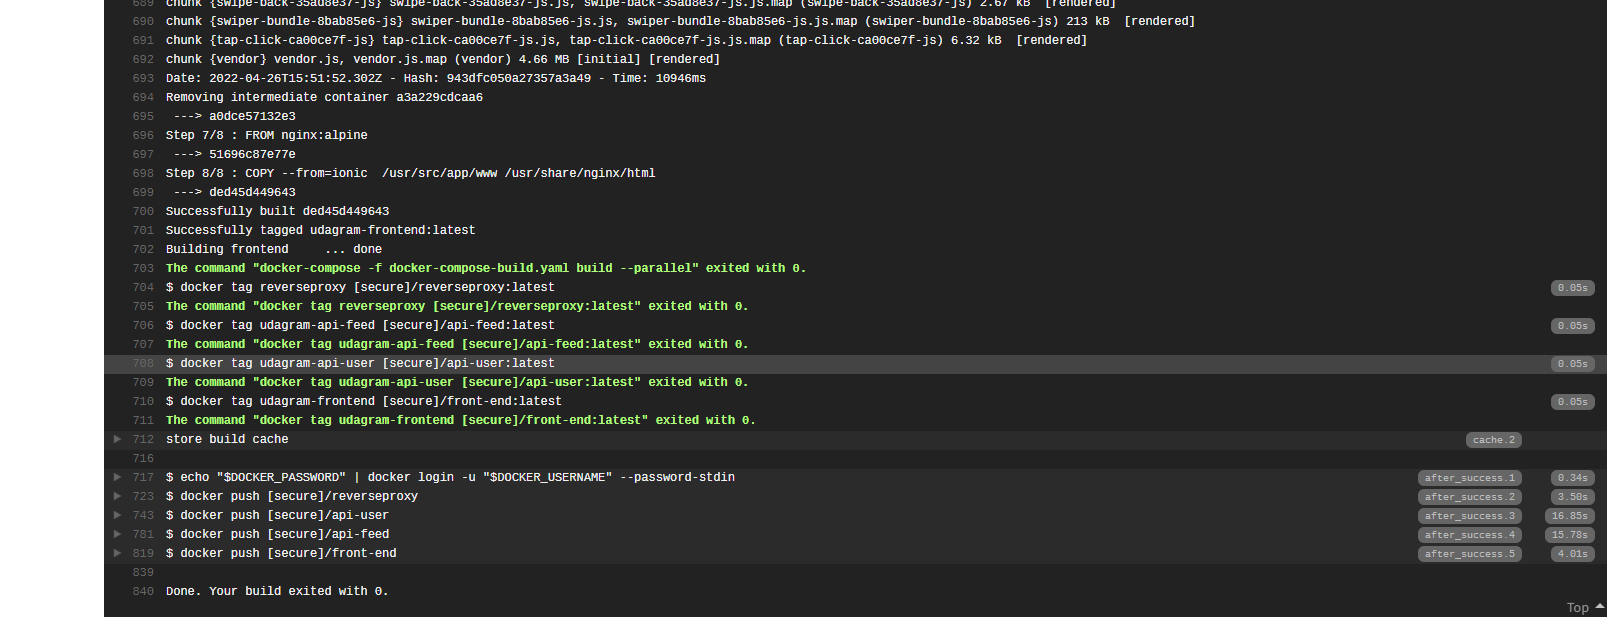 689 chunk {swipe-back-35ad8e37-js} swipe-back-35ad8e37-js.js, swipe-back-35ad8e37-js.js.map (swipe-back-35ad8e37-js) 2.67 kB  [rendered]
690 chunk {swiper-bundle-8bab85e6-js} swiper-bundle-8bab85e6-js.js, swiper-bundle-8bab85e6-js.js.map (swiper-bundle-8bab85e6-js) 213 kB  [rendered]
691 chunk {tap-click-ca00ce7f-js} tap-click-ca00ce7f-js.js, tap-click-ca00ce7f-js.js.map (tap-click-ca00ce7f-js) 6.32 kB  [rendered]
692 chunk {vendor} vendor.js, vendor.js.map (vendor) 4.66 MB [initial] [rendered]
693 Date: 2022-04-26T15:51:52.302Z - Hash: 943dfc050a27357a3a49 - Time: 10946ms
694 Removing intermediate container a3a229cdcaa6
695  ---> a0dce57132e3
696 Step 7/8 : FROM nginx:alpine
697  ---> 51696c87e77e
698 Step 8/8 : COPY --from=ionic  /usr/src/app/www /usr/share/nginx/html
699  ---> ded45d449643
700 Successfully built ded45d449643
701 Successfully tagged udagram-frontend:latest
702 Building frontend     ... done
703 The command "docker-compose -f docker-compose-build.yaml build --parallel" exited with 0.
704 $ docker tag reverseproxy [secure]/reverseproxy:latest 0.05s
705 The command "docker tag reverseproxy [secure]/reverseproxy:latest" exited with 0.
706 $ docker tag udagram-api-feed [secure]/api-feed:latest 0.05s
707 The command "docker tag udagram-api-feed [secure]/api-feed:latest" exited with 0.
708 $ docker tag udagram-api-user [secure]/api-user:latest 0.05s
709 The command "docker tag udagram-api-user [secure]/api-user:latest" exited with 0.
710 $ docker tag udagram-frontend [secure]/front-end:latest 0.05s
711 The command "docker tag udagram-frontend [secure]/front-end:latest" exited with 0.
712 store build cache cache.2
716
717 $ echo "$DOCKER_PASSWORD" | docker login -u "$DOCKER_USERNAME" --password-stdin after_success.1 0.34s
723 $ docker push [secure]/reverseproxy after_success.2 3.50s
743 $ docker push [secure]/api-user after_success.3 16.85s
781 $ docker push [secure]/api-feed after_success.4 15.78s
819 $ docker push [secure]/front-end after_success.5 4.01s
839
840 Done. Your build exited with 0.
Top